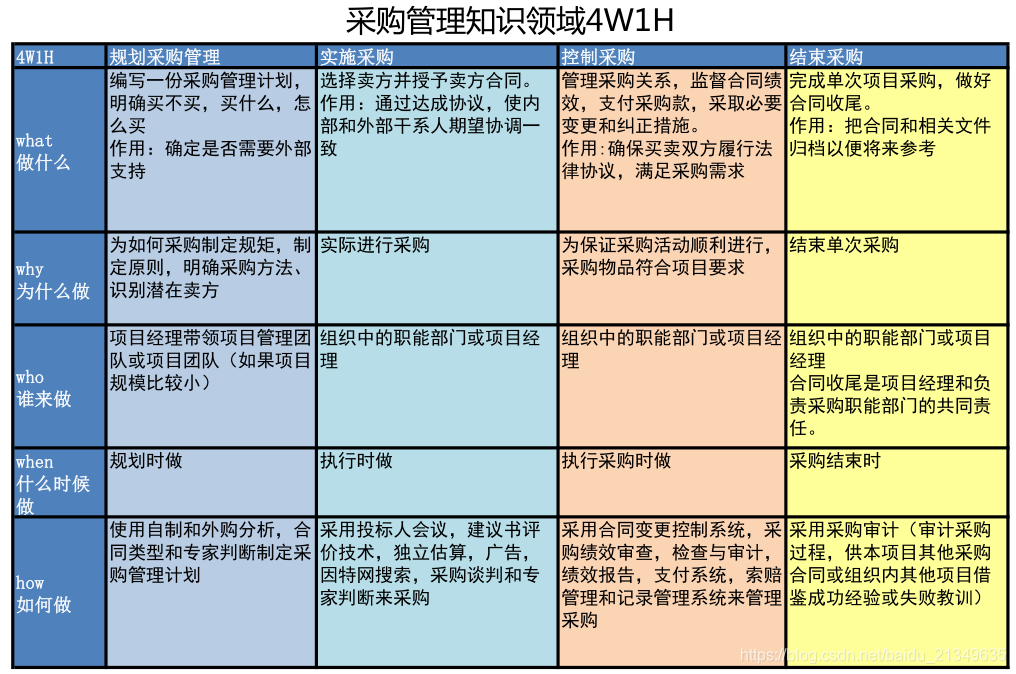 采购管理知识领域4W1H
4W1H
规划采购管理
实施采购
控制采购
结束采购
what
做什么
编写一份采购管理计划，
明确买不买，买什么，怎
么买
作用：确定是否需要外部
支持
选择卖方并授予卖方合同。
作用：通过达成协议，使内
部和外部干系人期望协调一
致
管理采购关系，监督合同绩
效，支付采购款，采取必要
变更和纠正措施。
作用:确保买卖双方履行法
律协议，满足采购需求
完成单次项目采购，做好
合同收尾。
作用：把合同和相关文件
归档以便将来参考
why
为什么做
为如何采购制定规矩，制
定原则，明确采购方法、
识别潜在卖方
实际进行采购
为保证采购活动顺利进行，
采购物品符合项目要求
结束单次采购
who
谁来做
项目经理带领项目管理团
队或项目团队（如果项目
规模比较小）
组织中的职能部门或项目经
理
组织中的职能部门或项目经
理
组织中的职能部门或项目
经理
合同收尾是项目经理和负
责采购职能部门的共同责
任。
when
什么时候
做
规划时做
执行时做
执行采购时做
采购结束时
how
如何做
使用自制和外购分析，合
同类型和专家判断制定采
购管理计划
采用投标人会议，建议书评
价技术，独立估算，广告，
因特网搜索，采购谈判和专
家判断来采购
采用合同变更控制系统，采
购绩效审查，检查与审计，
绩效报告，支付系统，索赔
管理和记录管理系统来管理
采购
采用采购审计（审计采购
过程，供本项目其他采购
合同或组织内其他项目借
鉴成功经验或失败教训）
https://blog.csdn.net/baidu_21349635